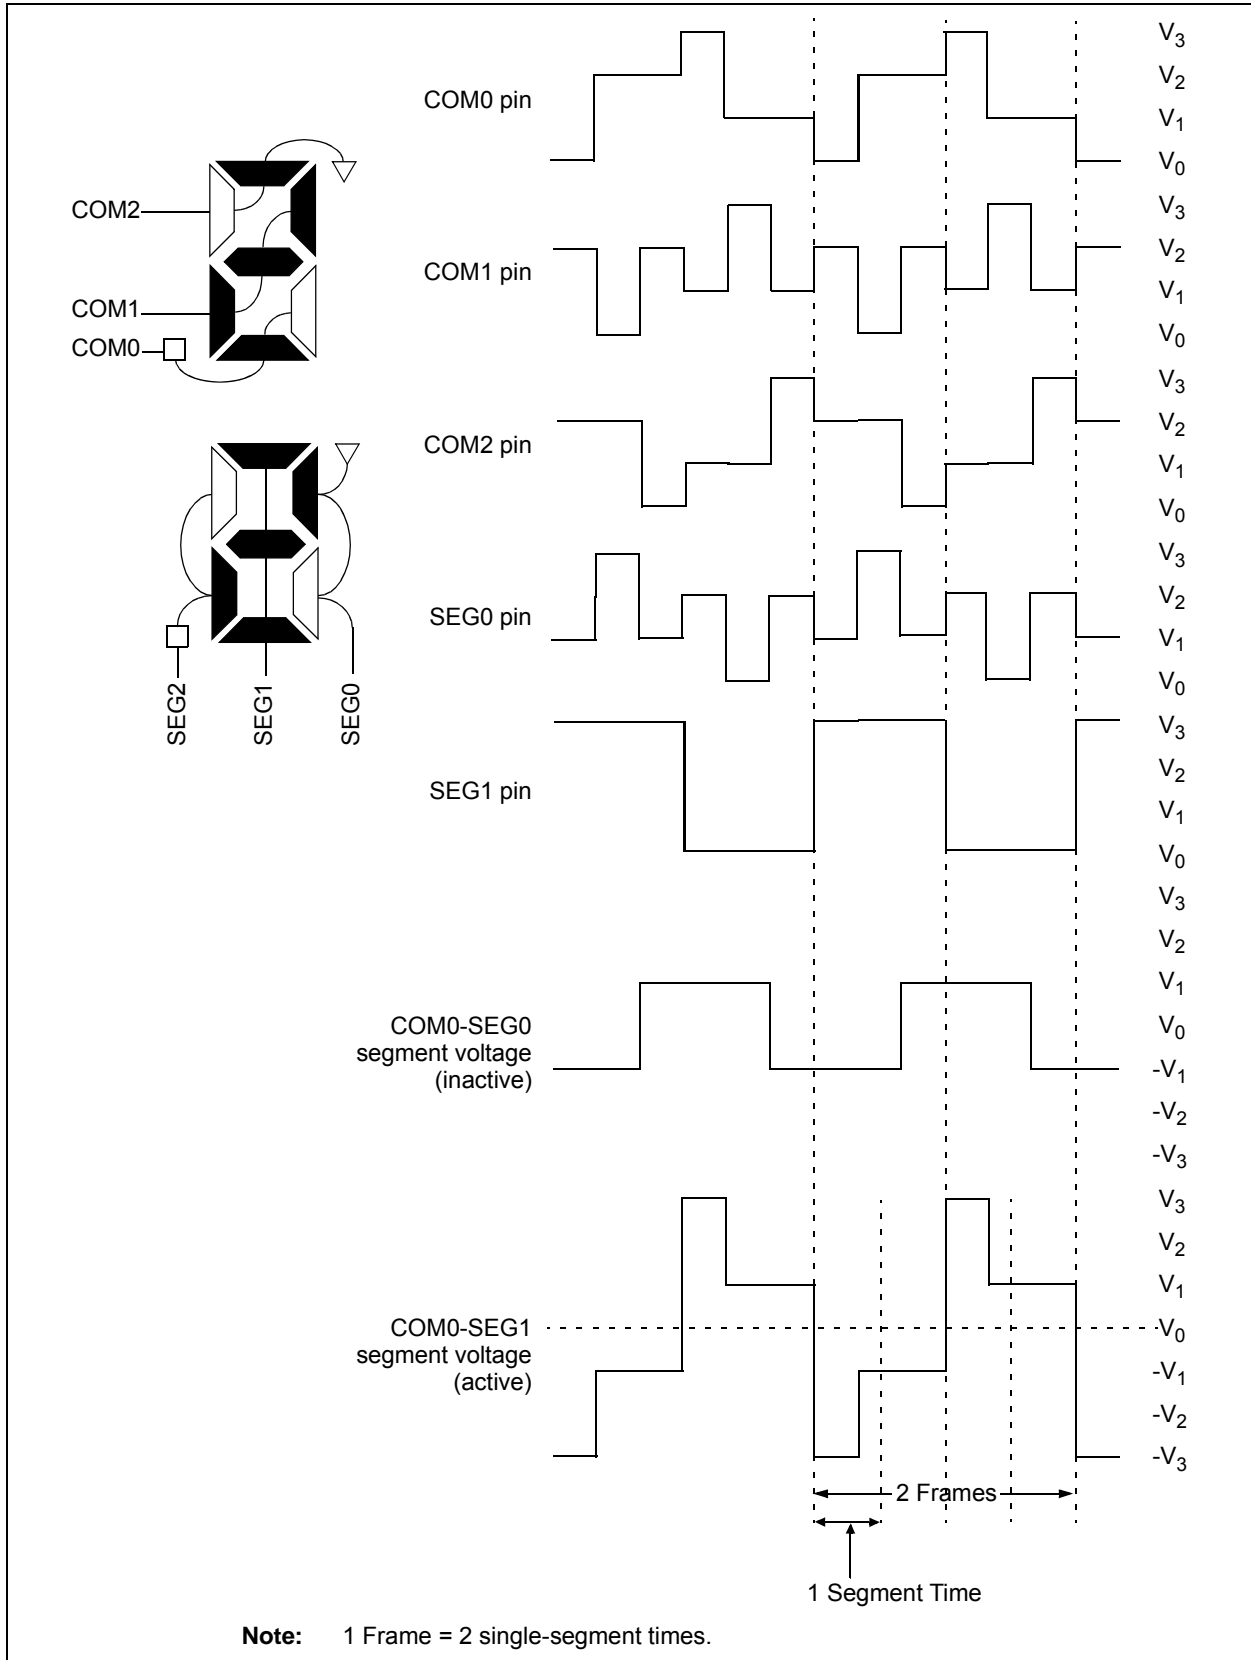 COM2
COM1
COM0
SEG2
SEG1
SEG0
COM0 pin
V3
V2
V1
V0
COM1 pin
V3
V2
V1
V0
COM2 pin
V3
V2
V1
V0
SEG0 pin
V3
V2
V1
V0
SEG1 pin
V3
V2
V1
V0
COM0-SEG0
segment voltage
(inactive)
V3
V2
V1
V0
-V1
-V2
-V3
COM0-SEG1
segment voltage
(active)
V3
V2
V1
V0
-V1
-V2
-V3
2 Frames
1 Segment Time
Note: 1 Frame = 2 single-segment times.